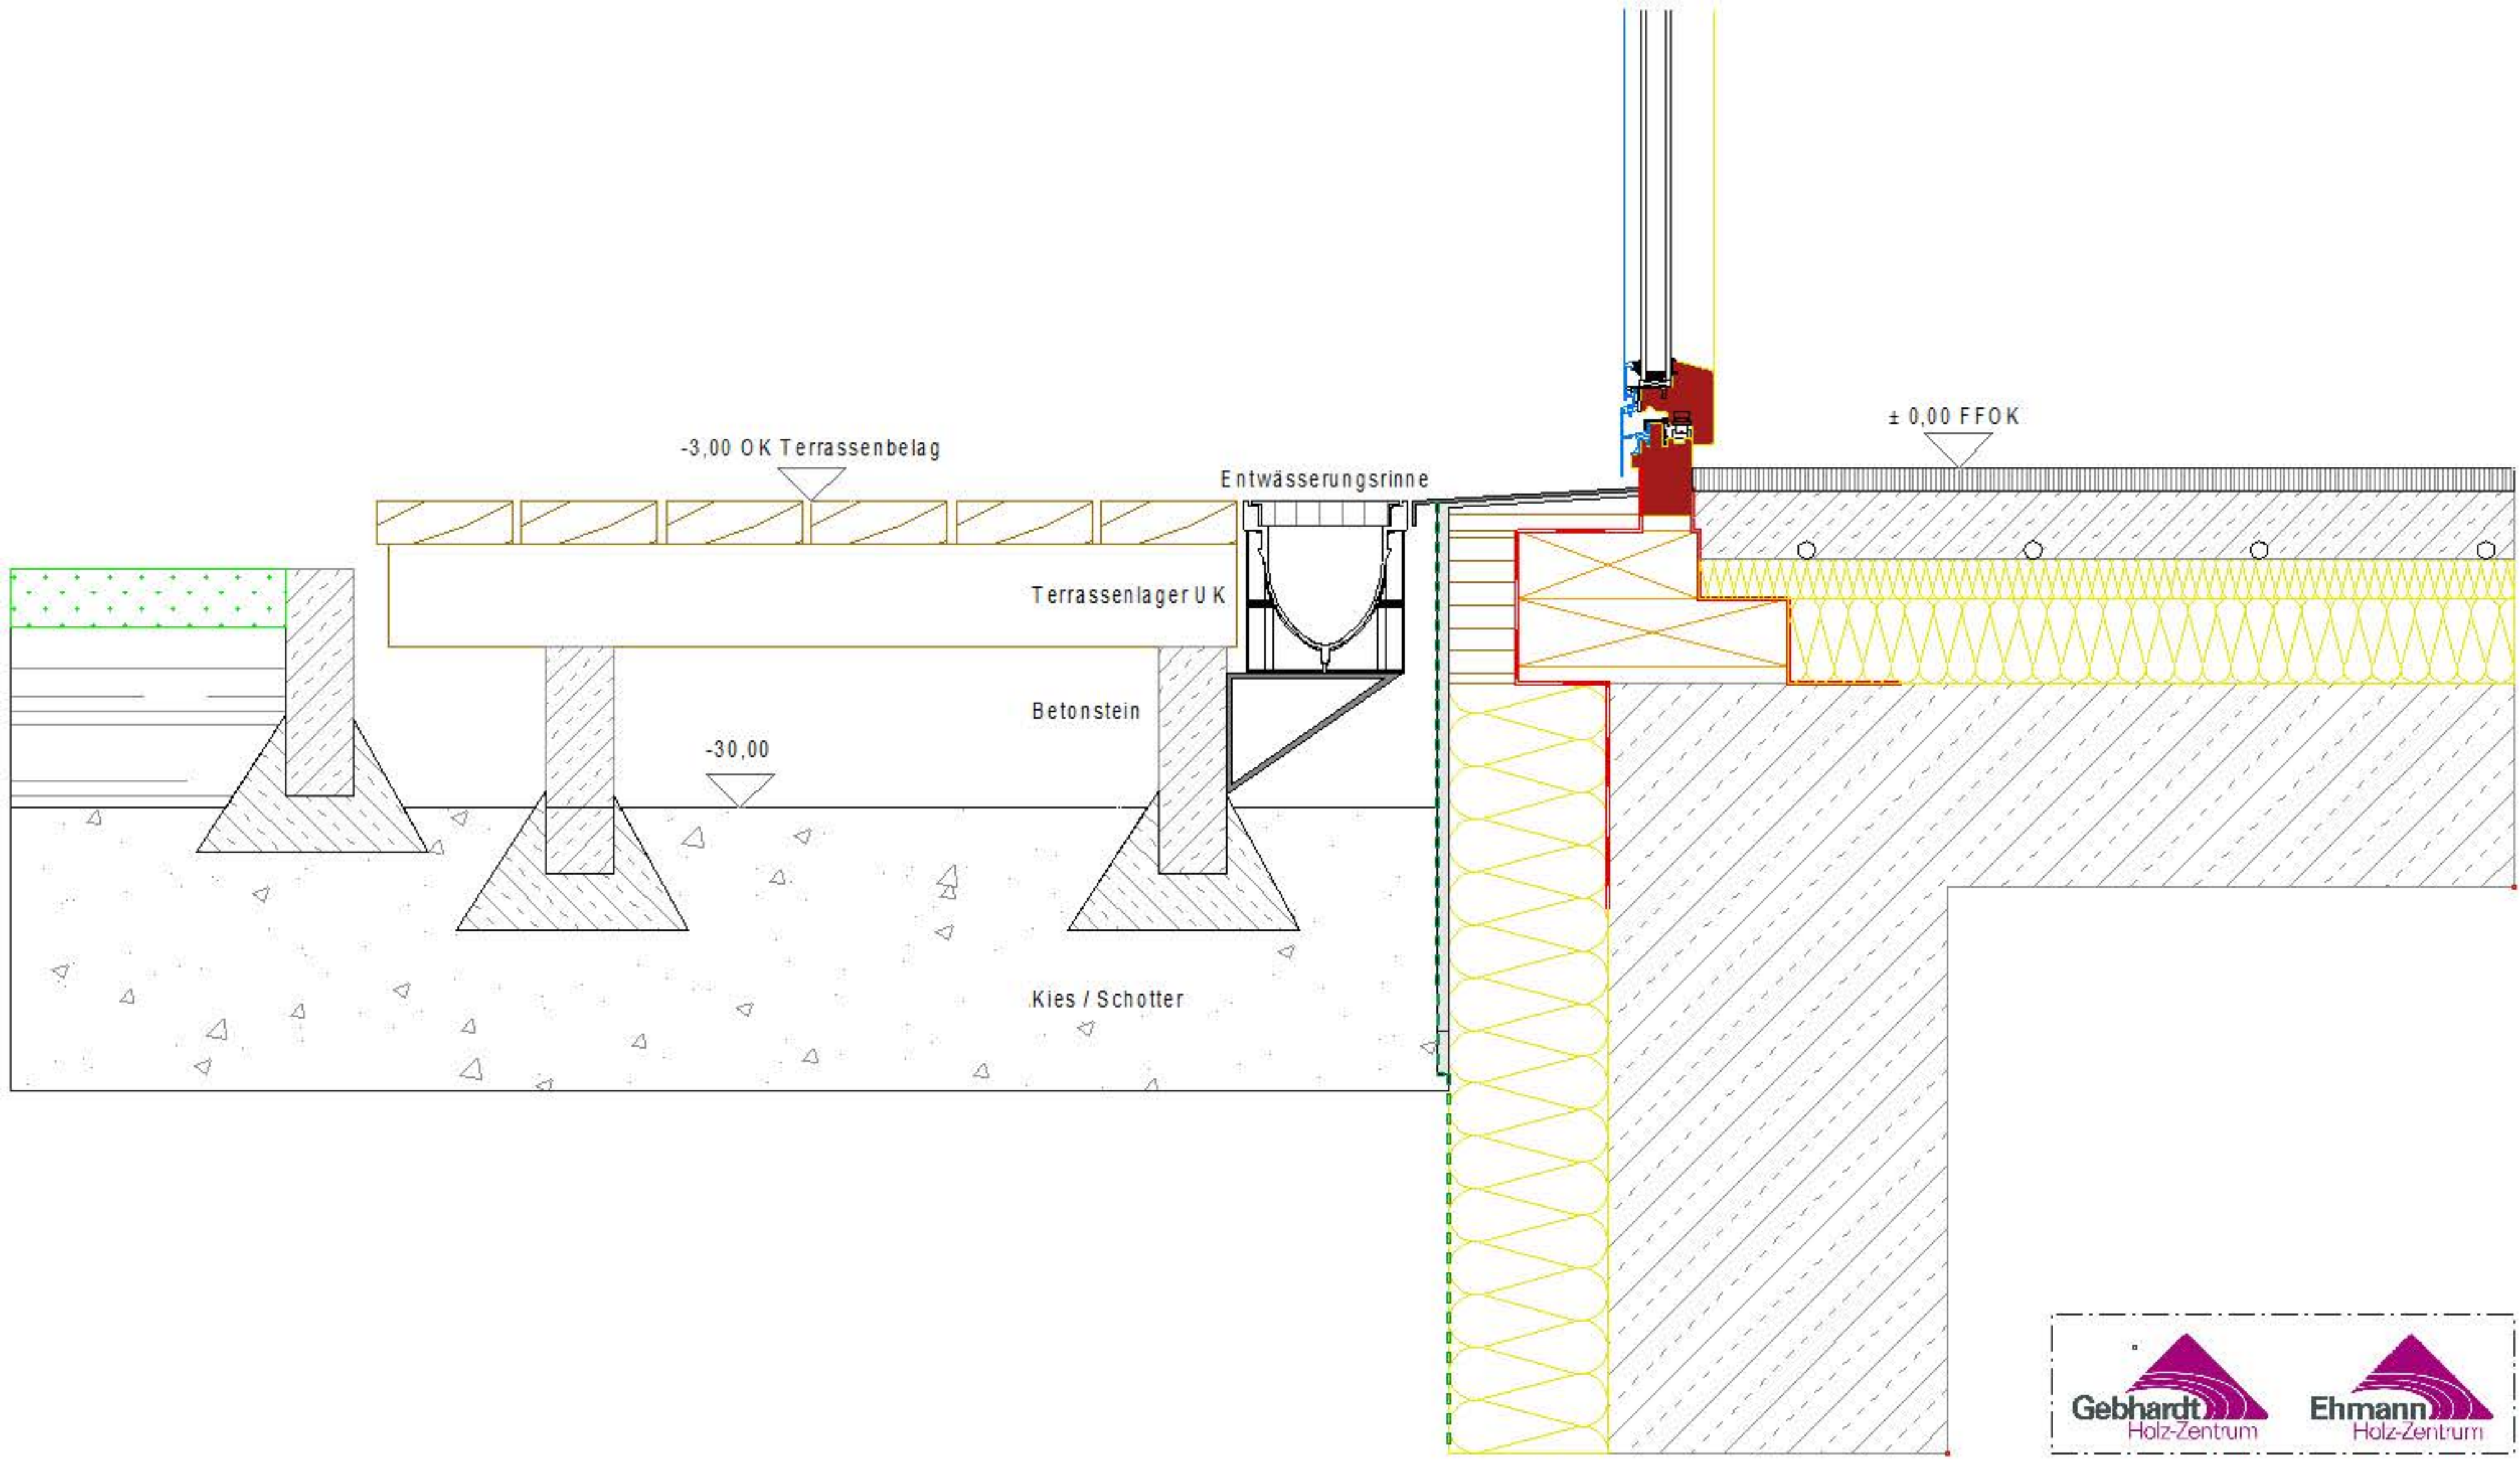 ± 0,00 FFOK
-3,00 OK Terrassenbelag
Entwässerungsrinne
Terrassenlager UK
Betonstein
-30,00
Kies / Schotter
Gebhardt
Holz-Zentrum
Ehmann
Holz-Zentrum